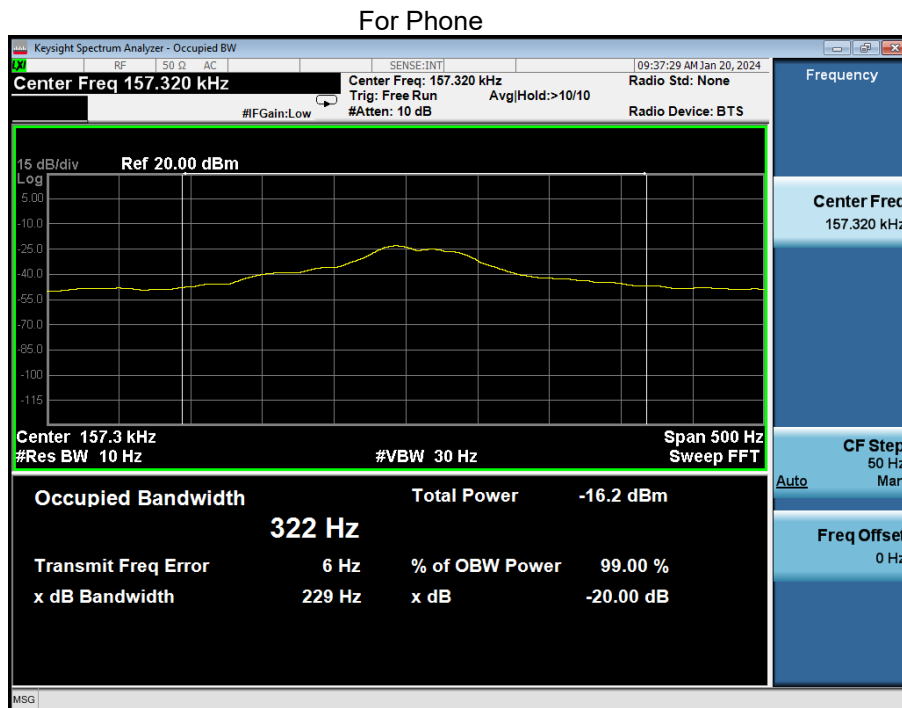 For Phone
Keysight Spectrum Analyzer - Occupied BW
LXI RF 50 Ω AC SENSE:INT 09:37:29 AM Jan 20, 2024
Center Freq 157.320 kHz
Center Freq: 157.320 kHz Radio Std: None
Trig: Free Run Avg|Hold:>10/10
#IFGain:Low #Atten: 10 dB Radio Device: BTS
15 dB/div Ref 20.00 dBm
Log
5.00
-10.0
-25.0
-40.0
-55.0
-70.0
-85.0
-100
-115
Center 157.3 kHz Span 500 Hz
#Res BW 10 Hz #VBW 30 Hz Sweep FFT
Occupied Bandwidth Total Power -16.2 dBm
322 Hz
Transmit Freq Error 6 Hz % of OBW Power 99.00 %
x dB Bandwidth 229 Hz x dB -20.00 dB
MSG
Frequency
Center Freq
157.320 kHz
CF Step
50 Hz
Auto Man
Freq Offset
0 Hz